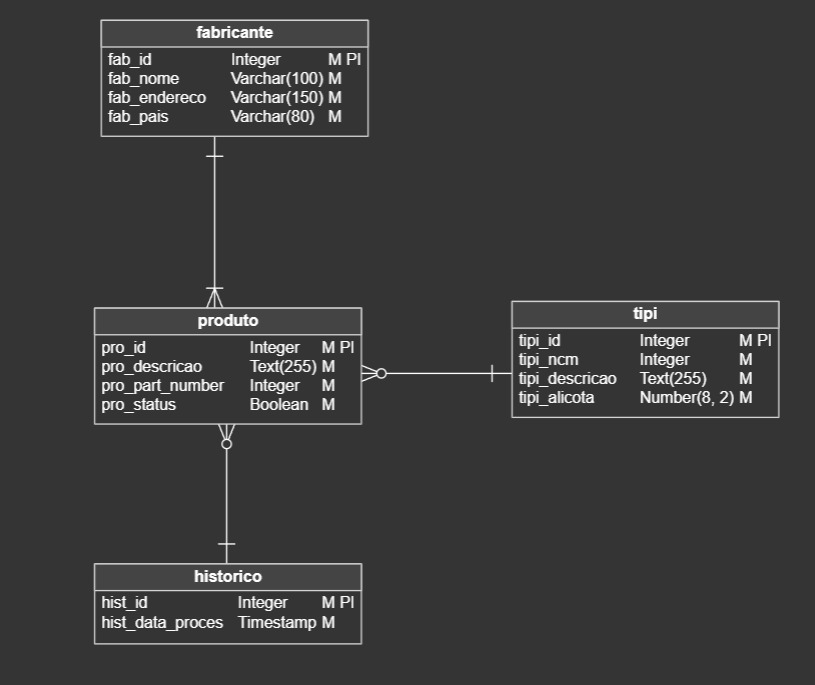 fabricante
fab_id Integer M PI
fab_nome Varchar(100) M
fab_endereco Varchar(150) M
fab_pais Varchar(80) M
produto
pro_id Integer M PI
pro_descricao Text(255) M
pro_part_number Integer M
pro_status Boolean M
tipi
tipi_id Integer M PI
tipi_ncm Integer M
tipi_descricao Text(255) M
tipi_alicota Number(8, 2) M
historico
hist_id Integer M PI
hist_data_proces Timestamp M